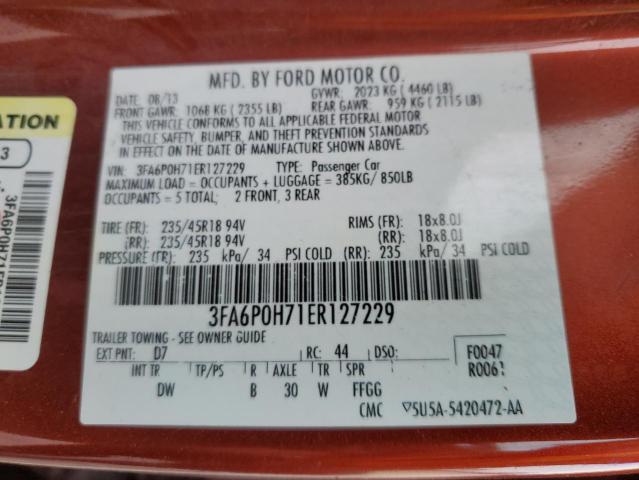 MFD. BY FORD MOTOR CO.
DATE: 08/13 GVWR: 2023 KG ( 4460 LB)
FRONT GAWR: 1068 KG ( 2355 LB) REAR GAWR: 959 KG ( 2115 LB)
THIS VEHICLE CONFORMS TO ALL APPLICABLE FEDERAL MOTOR
VEHICLE SAFETY, BUMPER, AND THEFT PREVENTION STANDARDS
IN EFFECT ON THE DATE OF MANUFACTURE SHOWN ABOVE.
VIN: 3FA6P0H71ER127229 TYPE: Passenger Car
MAXIMUM LOAD = OCCUPANTS + LUGGAGE = 385KG/ 850LB
OCCUPANTS = 5 TOTAL; 2 FRONT, 3 REAR
TIRE (FR): 235/45R18 94V RIMS (FR): 18x8.0J
(RR): 235/45R18 94V (RR): 18x8.0J
PRESSURE (FR): 235 kPa/ 34 PSI COLD (RR): 235 kPa/ 34 PSI COLD
3FA6P0H71ER127229
TRAILER TOWING - SEE OWNER GUIDE
EXT PNT: D7 RC: 44 DSO: F0047
INT TR TP/PS R AXLE TR SPR R0061
DW B 30 W FFGG
CMC 5U5A-5420472-AA
ATION
3